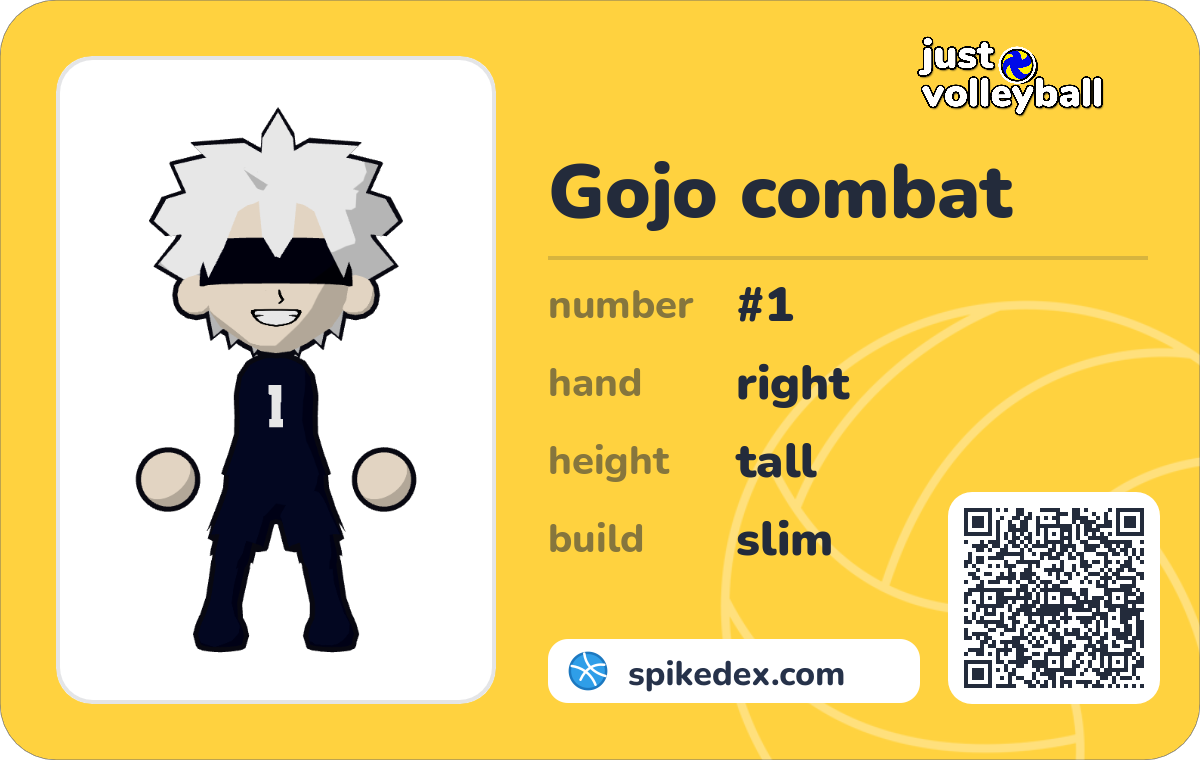 just
volleyball
Gojo combat
number #1
hand right
height tall
build slim
1
spikedex.com